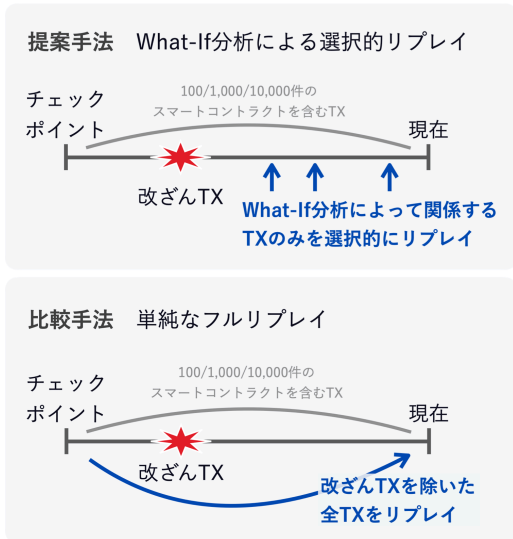 提案手法 What-If分析による選択的リプレイ
100/1,000/10,000件の
スマートコントラクトを含むTX
チェック
ポイント
現在
改ざんTX
What-If分析によって関係する
TXのみを選択的にリプレイ
比較手法 単純なフルリプレイ
100/1,000/10,000件の
スマートコントラクトを含むTX
チェック
ポイント
現在
改ざんTX
改ざんTXを除いた
全TXをリプレイ